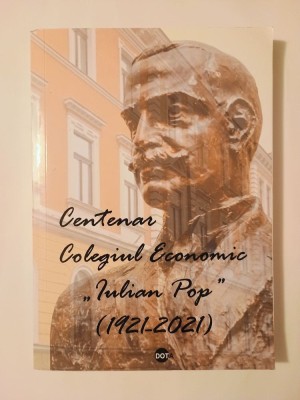 Centenar
Colegiul Economic
„Iulian Pop”
(1921-2021)
DOT